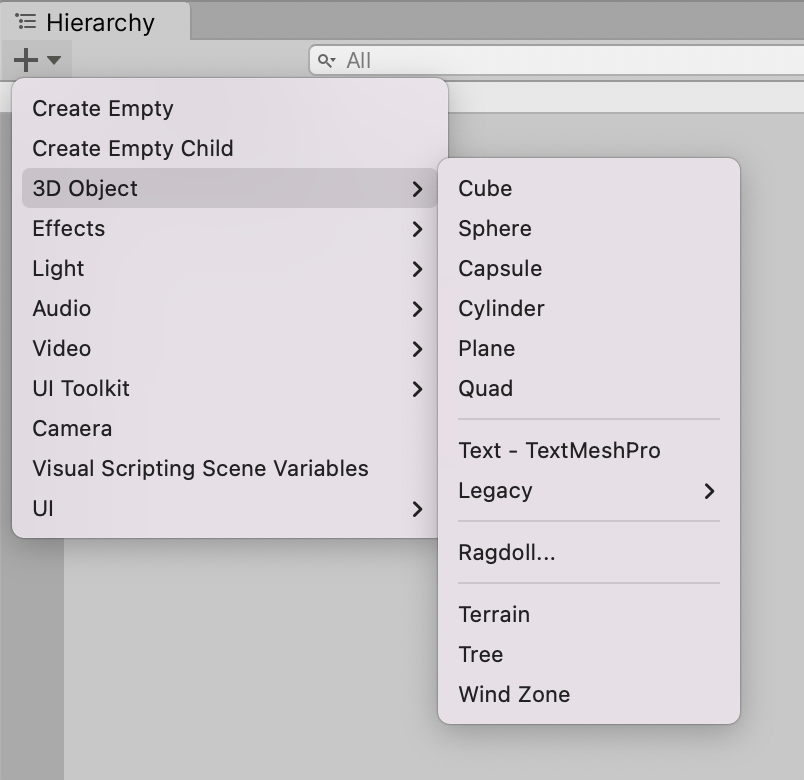 Hierarchy
All
Create Empty
Create Empty Child
3D Object
Effects
Light
Audio
Video
UI Toolkit
Camera
Visual Scripting Scene Variables
UI
Cube
Sphere
Capsule
Cylinder
Plane
Quad
Text - TextMeshPro
Legacy
Ragdoll...
Terrain
Tree
Wind Zone